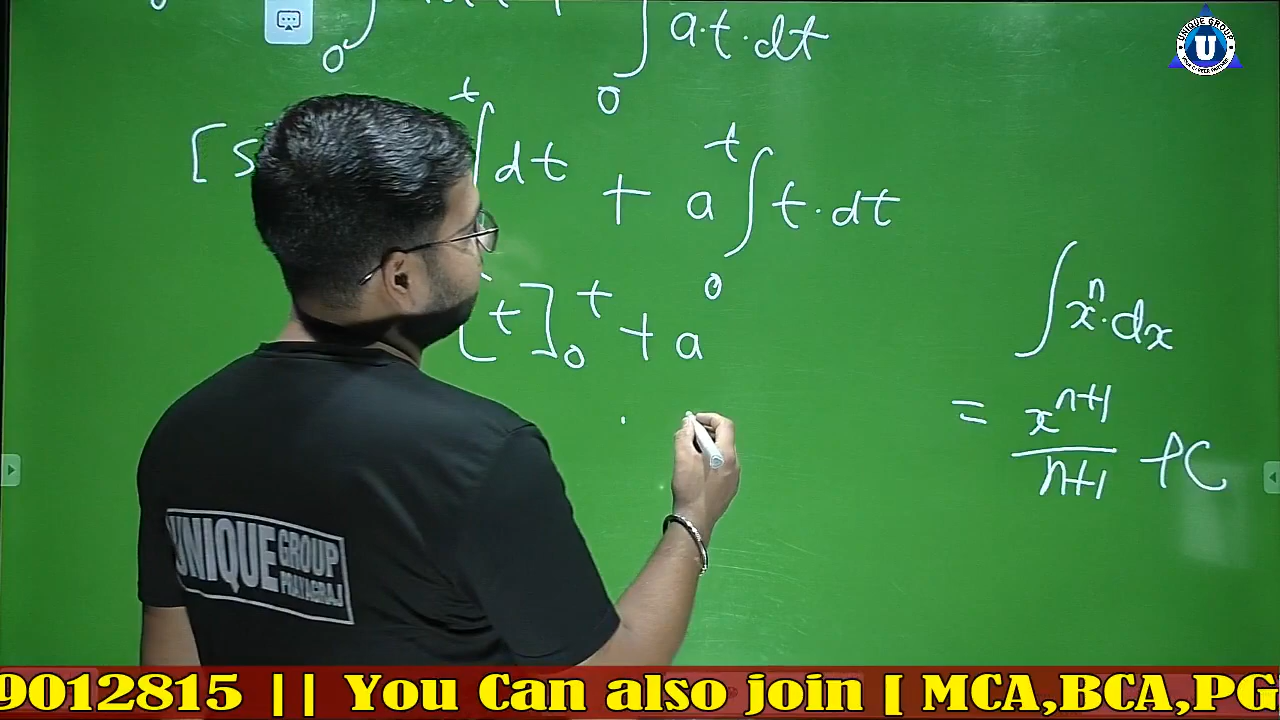 ∫ a·t·dt
0
[s
t
∫ dt + a ∫ t·dt
t
0
[t]₀ᵗ + a
∫ xⁿ·dx
= xⁿ⁺¹/n+1 + C
UNIQUE GROUP
U
UNIQUE GROUP
PRAYAGRAJ
9012815 || You Can also join [ MCA,BCA,PG